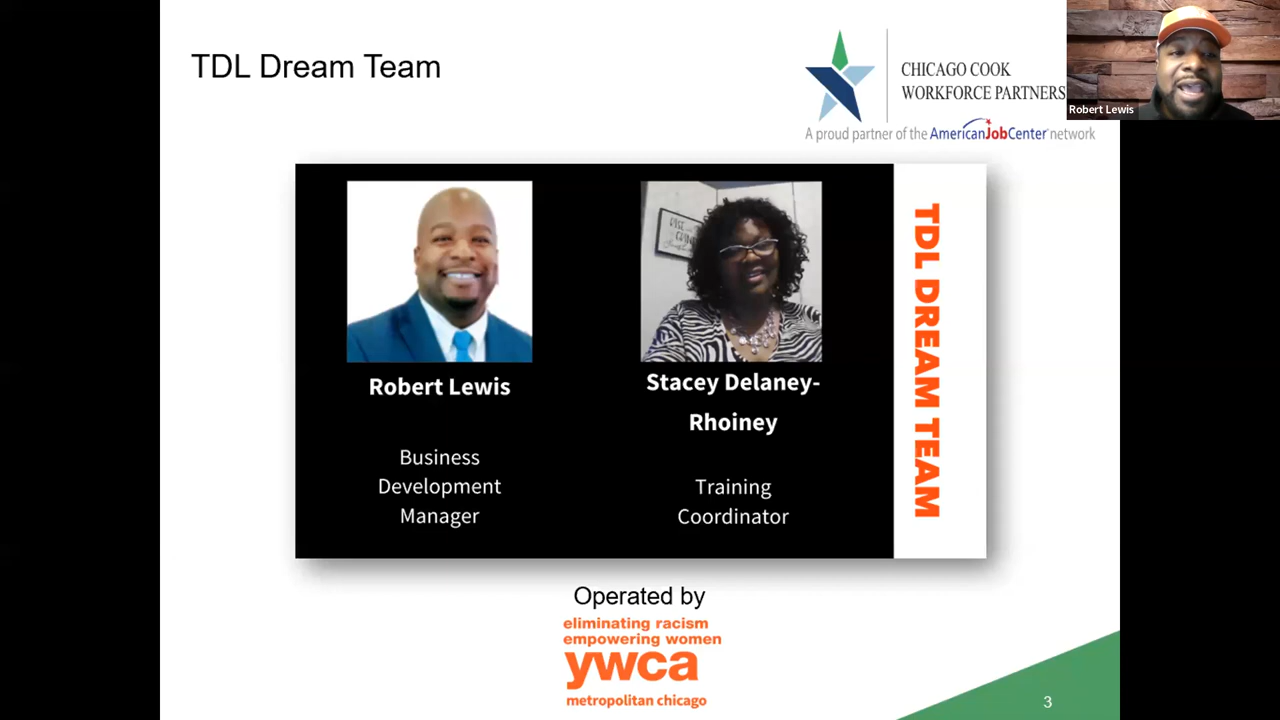 TDL Dream Team
CHICAGO COOK
WORKFORCE PARTNERS
A proud partner of the AmericanJobCenter network
Robert Lewis
TDL DREAM TEAM
Robert Lewis
Business
Development
Manager
Stacey Delaney-
Rhoiney
Training
Coordinator
Operated by
eliminating racism
empowering women
ywca
metropolitan chicago
3